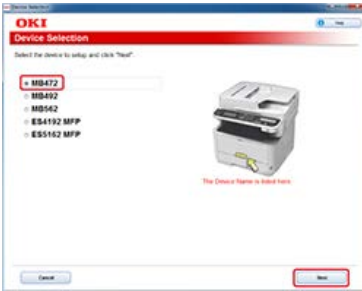 Device Selection
OKI
Device Selection
Select the device to setup and click "Next".
MB472
MB492
MB562
ES4192 MFP
ES5162 MFP
The Device Name is listed here.
Cancel
Next